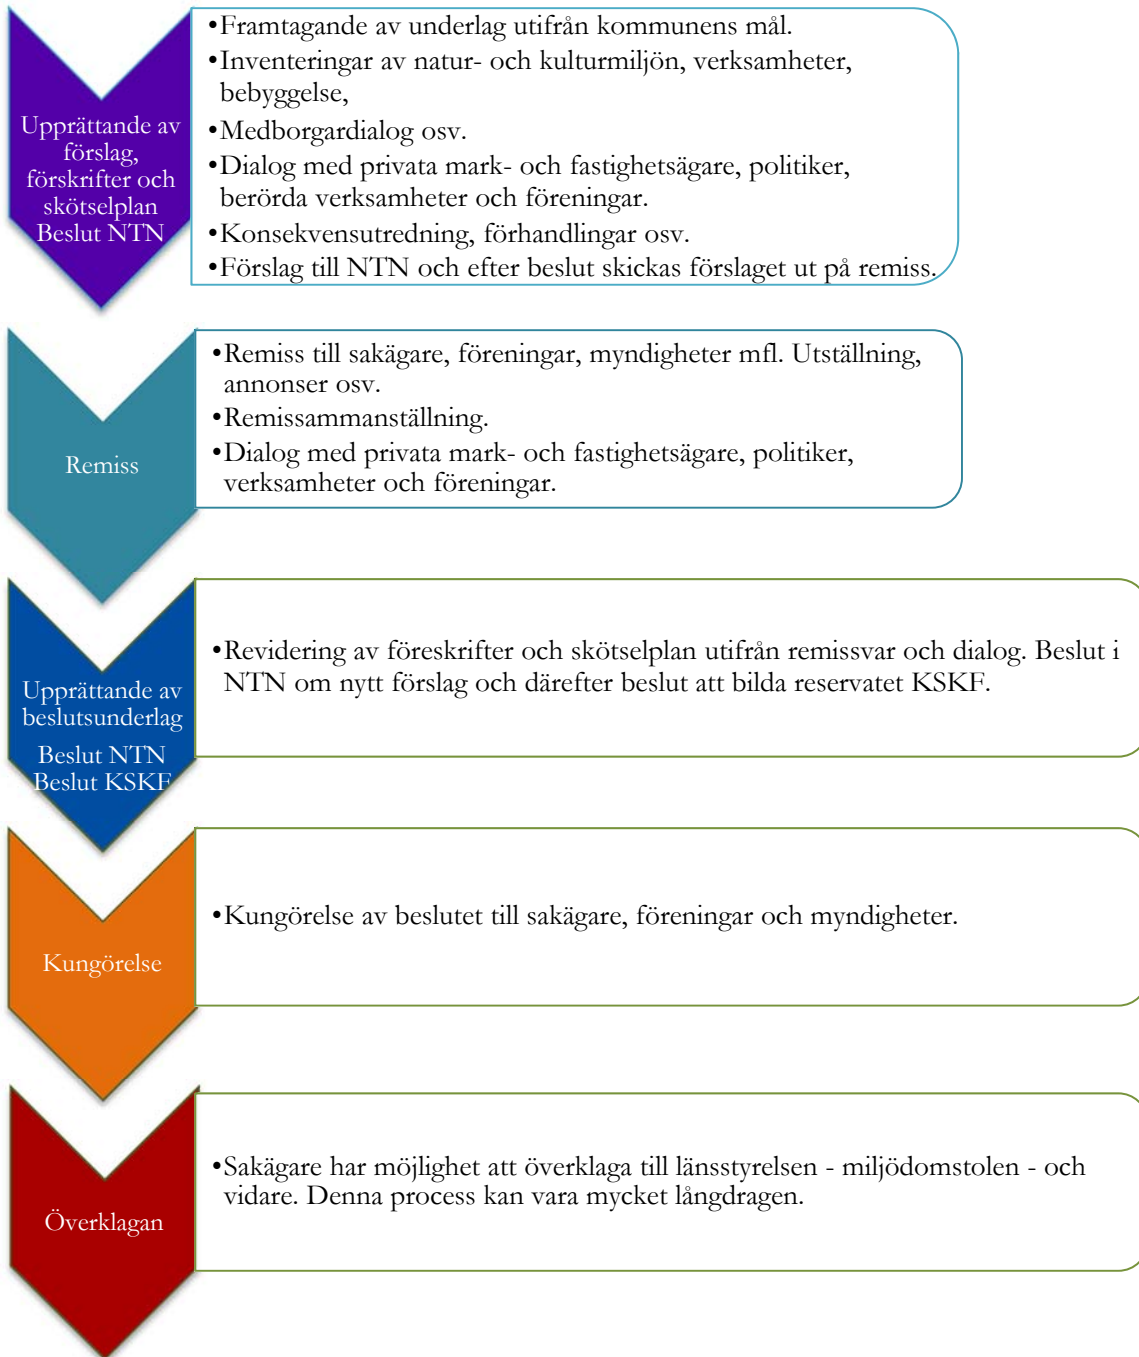 Upprättande av
förslag,
förskrifter och
skötselplan
Beslut NTN
•Framtagande av underlag utifrån kommunens mål.
•Inventeringar av natur- och kulturmiljön, verksamheter,
bebyggelse,
•Medborgardialog osv.
•Dialog med privata mark- och fastighetsägare, politiker,
berörda verksamheter och föreningar.
•Konsekvensutredning, förhandlingar osv.
•Förslag till NTN och efter beslut skickas förslaget ut på remiss.
Remiss
•Remiss till sakägare, föreningar, myndigheter mfl. Utställning,
annonser osv.
•Remissammanställning.
•Dialog med privata mark- och fastighetsägare, politiker,
verksamheter och föreningar.
Upprättande av
beslutsunderlag
Beslut NTN
Beslut KSKF
•Revidering av föreskrifter och skötselplan utifrån remissvar och dialog. Beslut i
NTN om nytt förslag och därefter beslut att bilda reservatet KSKF.
Kungörelse
•Kungörelse av beslutet till sakägare, föreningar och myndigheter.
Överklagan
•Sakägare har möjlighet att överklaga till länsstyrelsen - miljödomstolen - och
vidare. Denna process kan vara mycket långdragen.